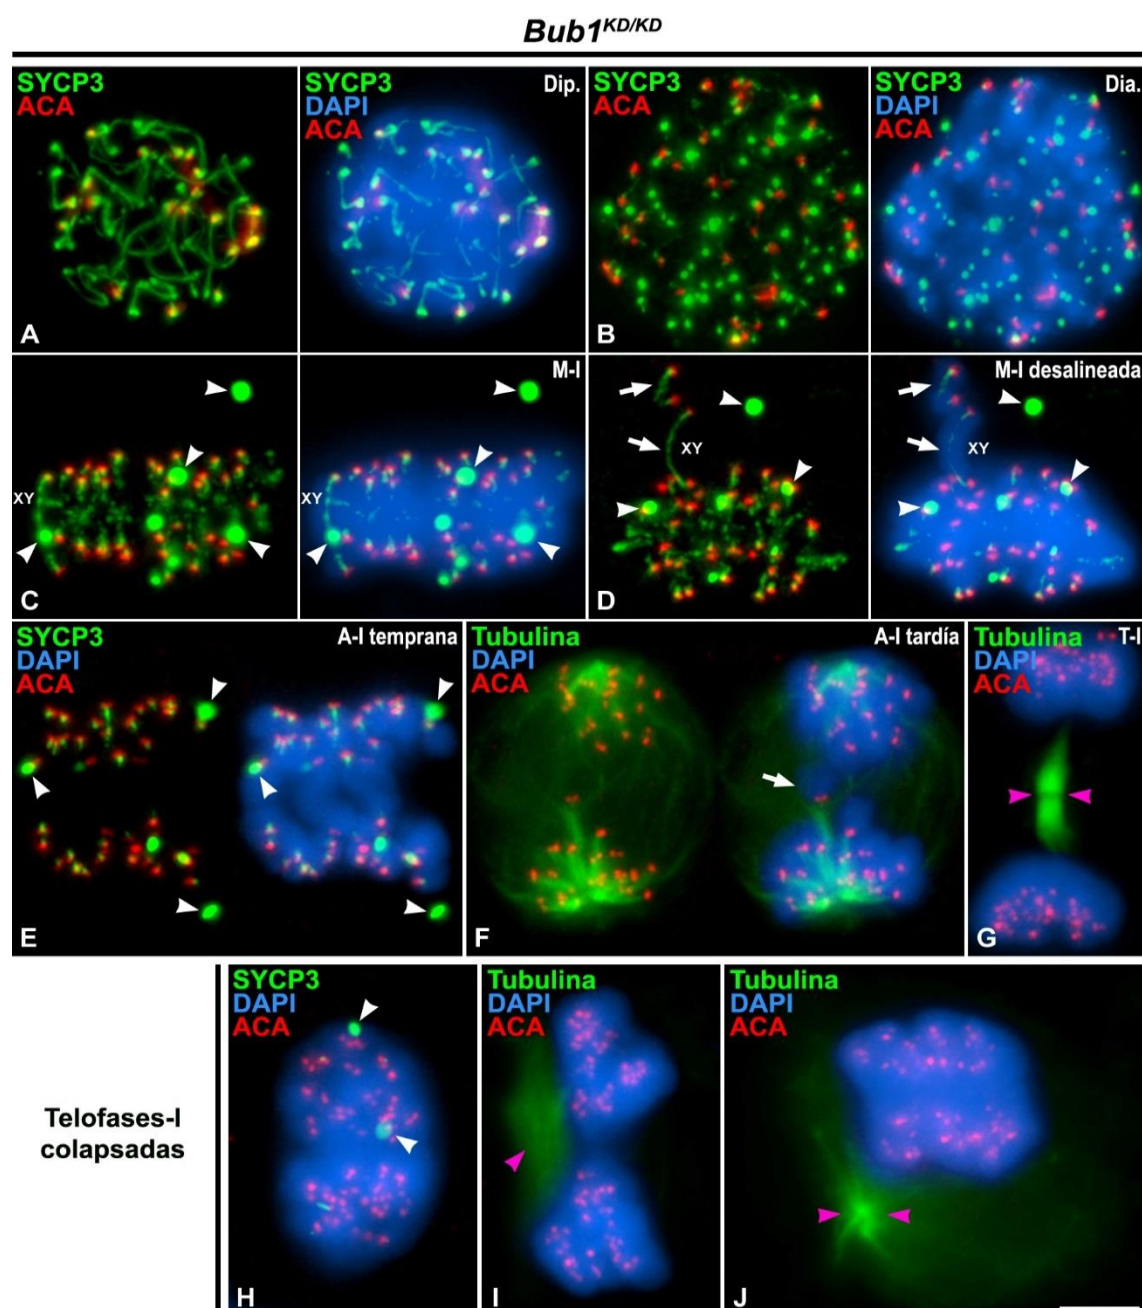 Bub1KD/KD
SYCP3
ACA
SYCP3
DAPI
ACA
Dip.
A
SYCP3
ACA
SYCP3
DAPI
ACA
Dia.
B
XY
C
M-I
XY
XY
D
M-I desalineada
XY
SYCP3
DAPI
ACA
A-I temprana
E
Tubulina
DAPI
ACA
A-I tardía
F
Tubulina
DAPI
ACA
T-I
G
Telofases-I
colapsadas
SYCP3
DAPI
ACA
H
Tubulina
DAPI
ACA
I
Tubulina
DAPI
ACA
J